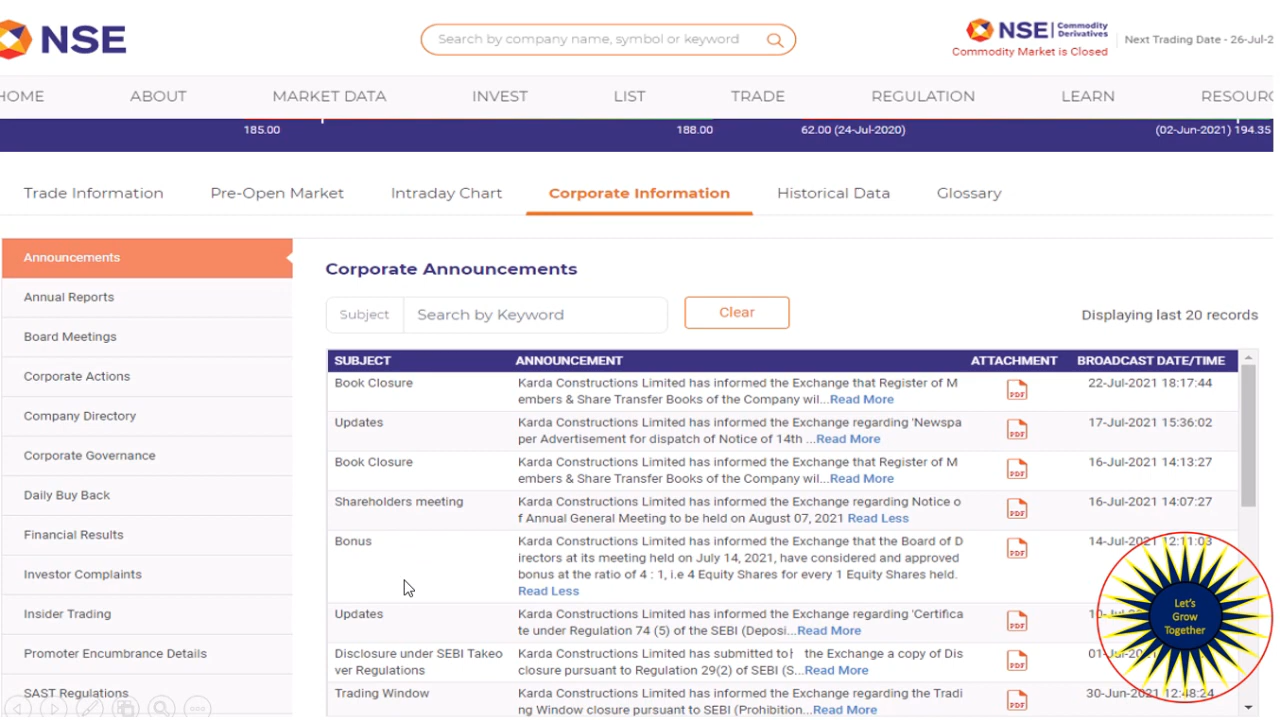 NSE
Search by company name, symbol or keyword
NSE Commodity Derivatives
Commodity Market is Closed
Next Trading Date - 26-Jul-2
HOME ABOUT MARKET DATA INVEST LIST TRADE REGULATION LEARN RESOURC
185.00 188.00 62.00 (24-Jul-2020) (02-Jun-2021) 194.35
Trade Information Pre-Open Market Intraday Chart Corporate Information Historical Data Glossary
Announcements
Annual Reports
Board Meetings
Corporate Actions
Company Directory
Corporate Governance
Daily Buy Back
Financial Results
Investor Complaints
Insider Trading
Promoter Encumbrance Details
SAST Regulations
Corporate Announcements
Subject Search by Keyword Clear Displaying last 20 records
SUBJECT ANNOUNCEMENT ATTACHMENT BROADCAST DATE/TIME
Book Closure Karda Constructions Limited has informed the Exchange that Register of M PDF 22-Jul-2021 18:17:44
embers & Share Transfer Books of the Company wil...Read More
Updates Karda Constructions Limited has informed the Exchange regarding 'Newspa PDF 17-Jul-2021 15:36:02
per Advertisement for dispatch of Notice of 14th ...Read More
Book Closure Karda Constructions Limited has informed the Exchange that Register of M PDF 16-Jul-2021 14:13:27
embers & Share Transfer Books of the Company wil...Read More
Shareholders meeting Karda Constructions Limited has informed the Exchange regarding Notice o PDF 16-Jul-2021 14:07:27
f Annual General Meeting to be held on August 07, 2021 Read Less
Bonus Karda Constructions Limited has informed the Exchange that the Board of D PDF 14-Jul-2021 12:11:03
irectors at its meeting held on July 14, 2021, have considered and approved
bonus at the ratio of 4 : 1, i.e 4 Equity Shares for every 1 Equity Shares held.
Read Less
Updates Karda Constructions Limited has informed the Exchange regarding 'Certifica PDF
te under Regulation 74 (5) of the SEBI (Deposi...Read More
Disclosure under SEBI Takeo Karda Constructions Limited has submitted to the Exchange a copy of Dis PDF
ver Regulations closure pursuant to Regulation 29(2) of SEBI (S...Read More
Trading Window Karda Constructions Limited has informed the Exchange regarding the Tradi PDF 30-Jun-2021 12:48:24
ng Window closure pursuant to SEBI (Prohibition...Read More
Let's
Grow
Together